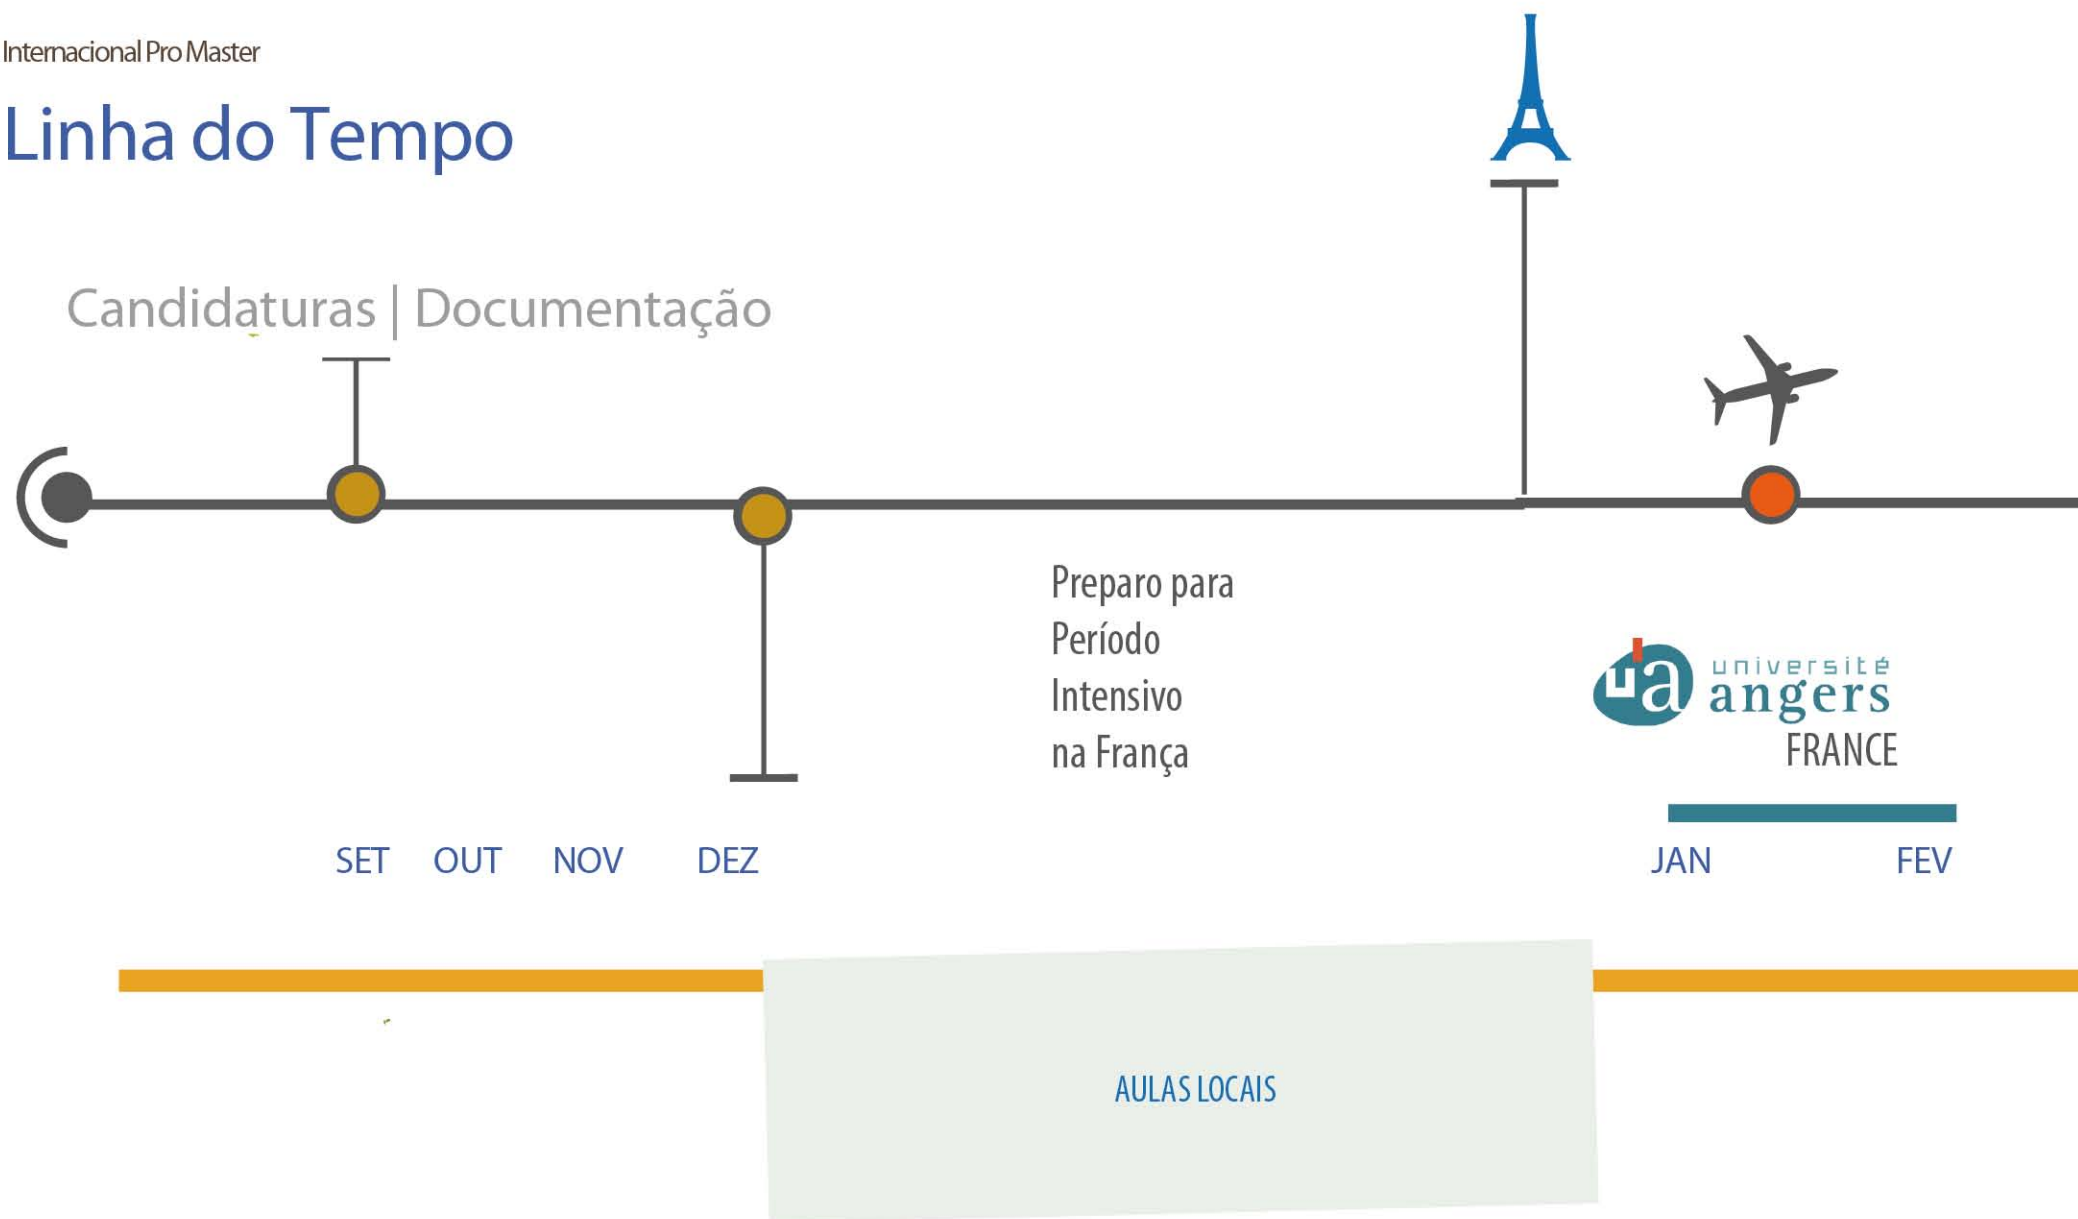 Internacional Pro Master
Linha do Tempo
Candidaturas | Documentação
Preparo para
Período
Intensivo
na França
ua université
angers
FRANCE
SET OUT NOV DEZ JAN FEV
AULAS LOCAIS